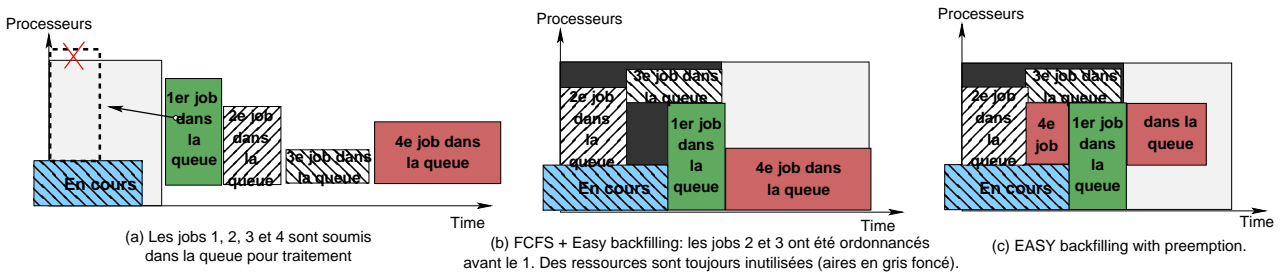 Processeurs
1er job
dans
la
queue
2e job
dans
la
queue
3e job dans
la queue
4e job dans
la queue
En cours
Time
(a) Les jobs 1, 2, 3 et 4 sont soumis
dans la queue pour traitement
Processeurs
3e job dans
la queue
2e job
dans
la
queue
1er job
dans
la
queue
4e job dans
la queue
En cours
Time
(b) FCFS + Easy backfilling: les jobs 2 et 3 ont été ordonnancés
avant le 1. Des ressources sont toujours inutilisées (aires en gris foncé).
Processeurs
3e job dans
la queue
2e job
dans
la
queue
4e
job
1er job
dans
la
queue
dans la
queue
En cours
Time
(c) EASY backfilling with preemption.